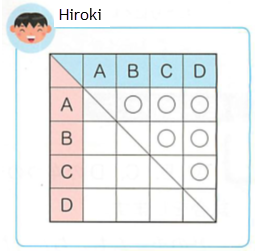 Hiroki
A B C D
A ○ ○ ○
B ○ ○
C ○
D